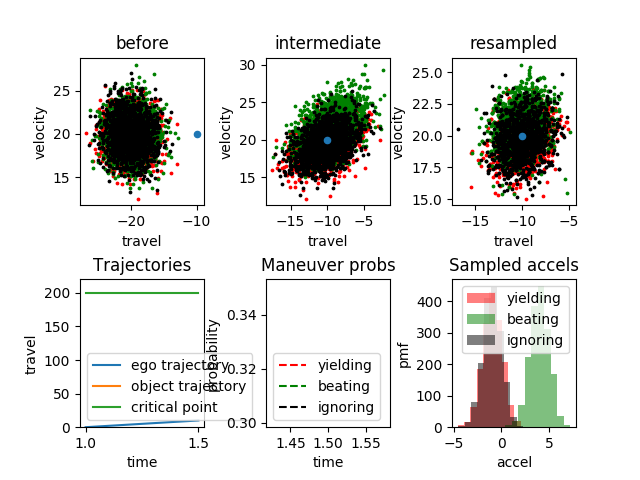 before
intermediate
resampled
velocity
25
20
15
−20
−10
travel
velocity
30
25
20
15
−15
−10
−5
travel
velocity
25.0
22.5
20.0
17.5
15.0
−15
−10
−5
travel
Trajectories
Maneuver probs
Sampled accels
travel
200
150
100
50
0
ego trajectory
object trajectory
critical point
1.0
1.5
time
probability
0.34
0.32
0.30
yielding
beating
ignoring
1.45
1.50
1.55
time
pmf
400
300
200
100
0
yielding
beating
ignoring
−5
0
5
accel